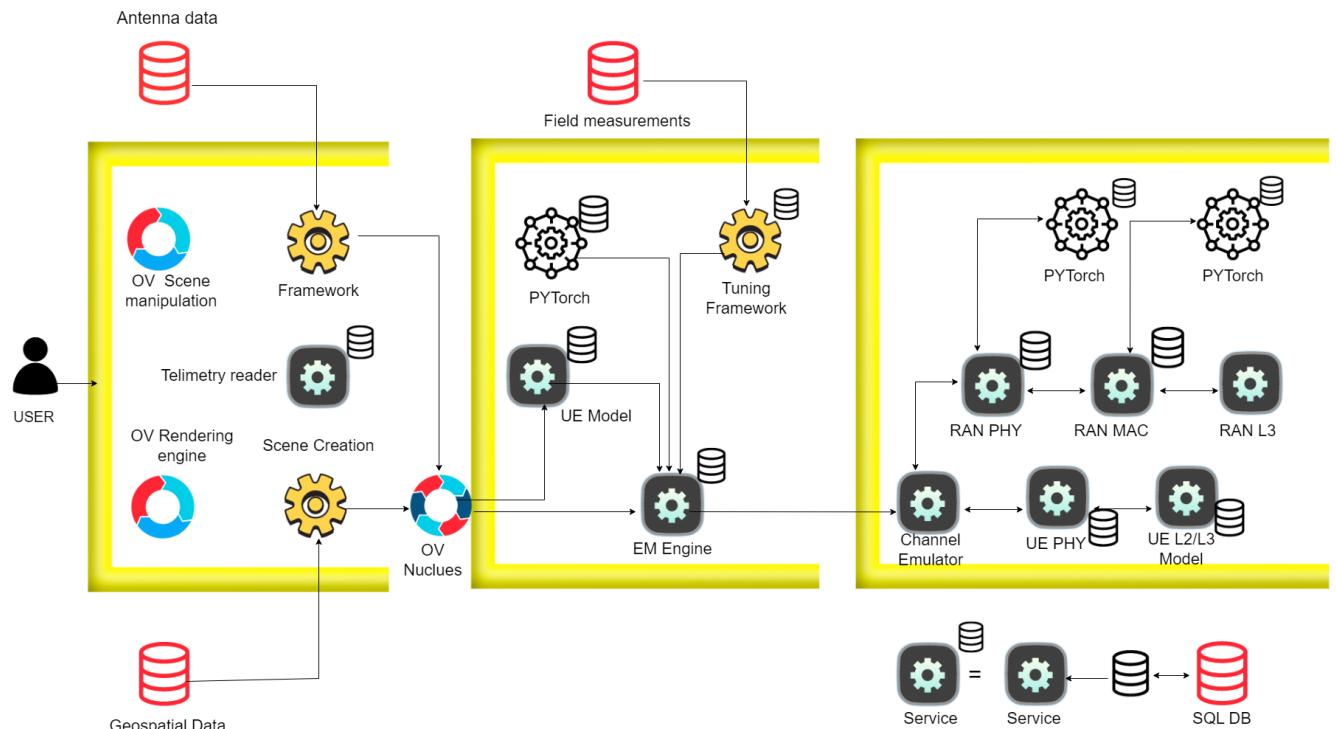 Antenna data
Field measurements
OV Scene
manipulation
Framework
PYTorch
Tuning
Framework
PYTorch
PYTorch
USER
Telimetry reader
UE Model
RAN PHY
RAN MAC
RAN L3
OV Rendering
engine
Scene Creation
OV
Nuclues
EM Engine
Channel
Emulator
UE PHY
UE L2/L3
Model
Geospatial Data
=
Service
Service
SQL DB